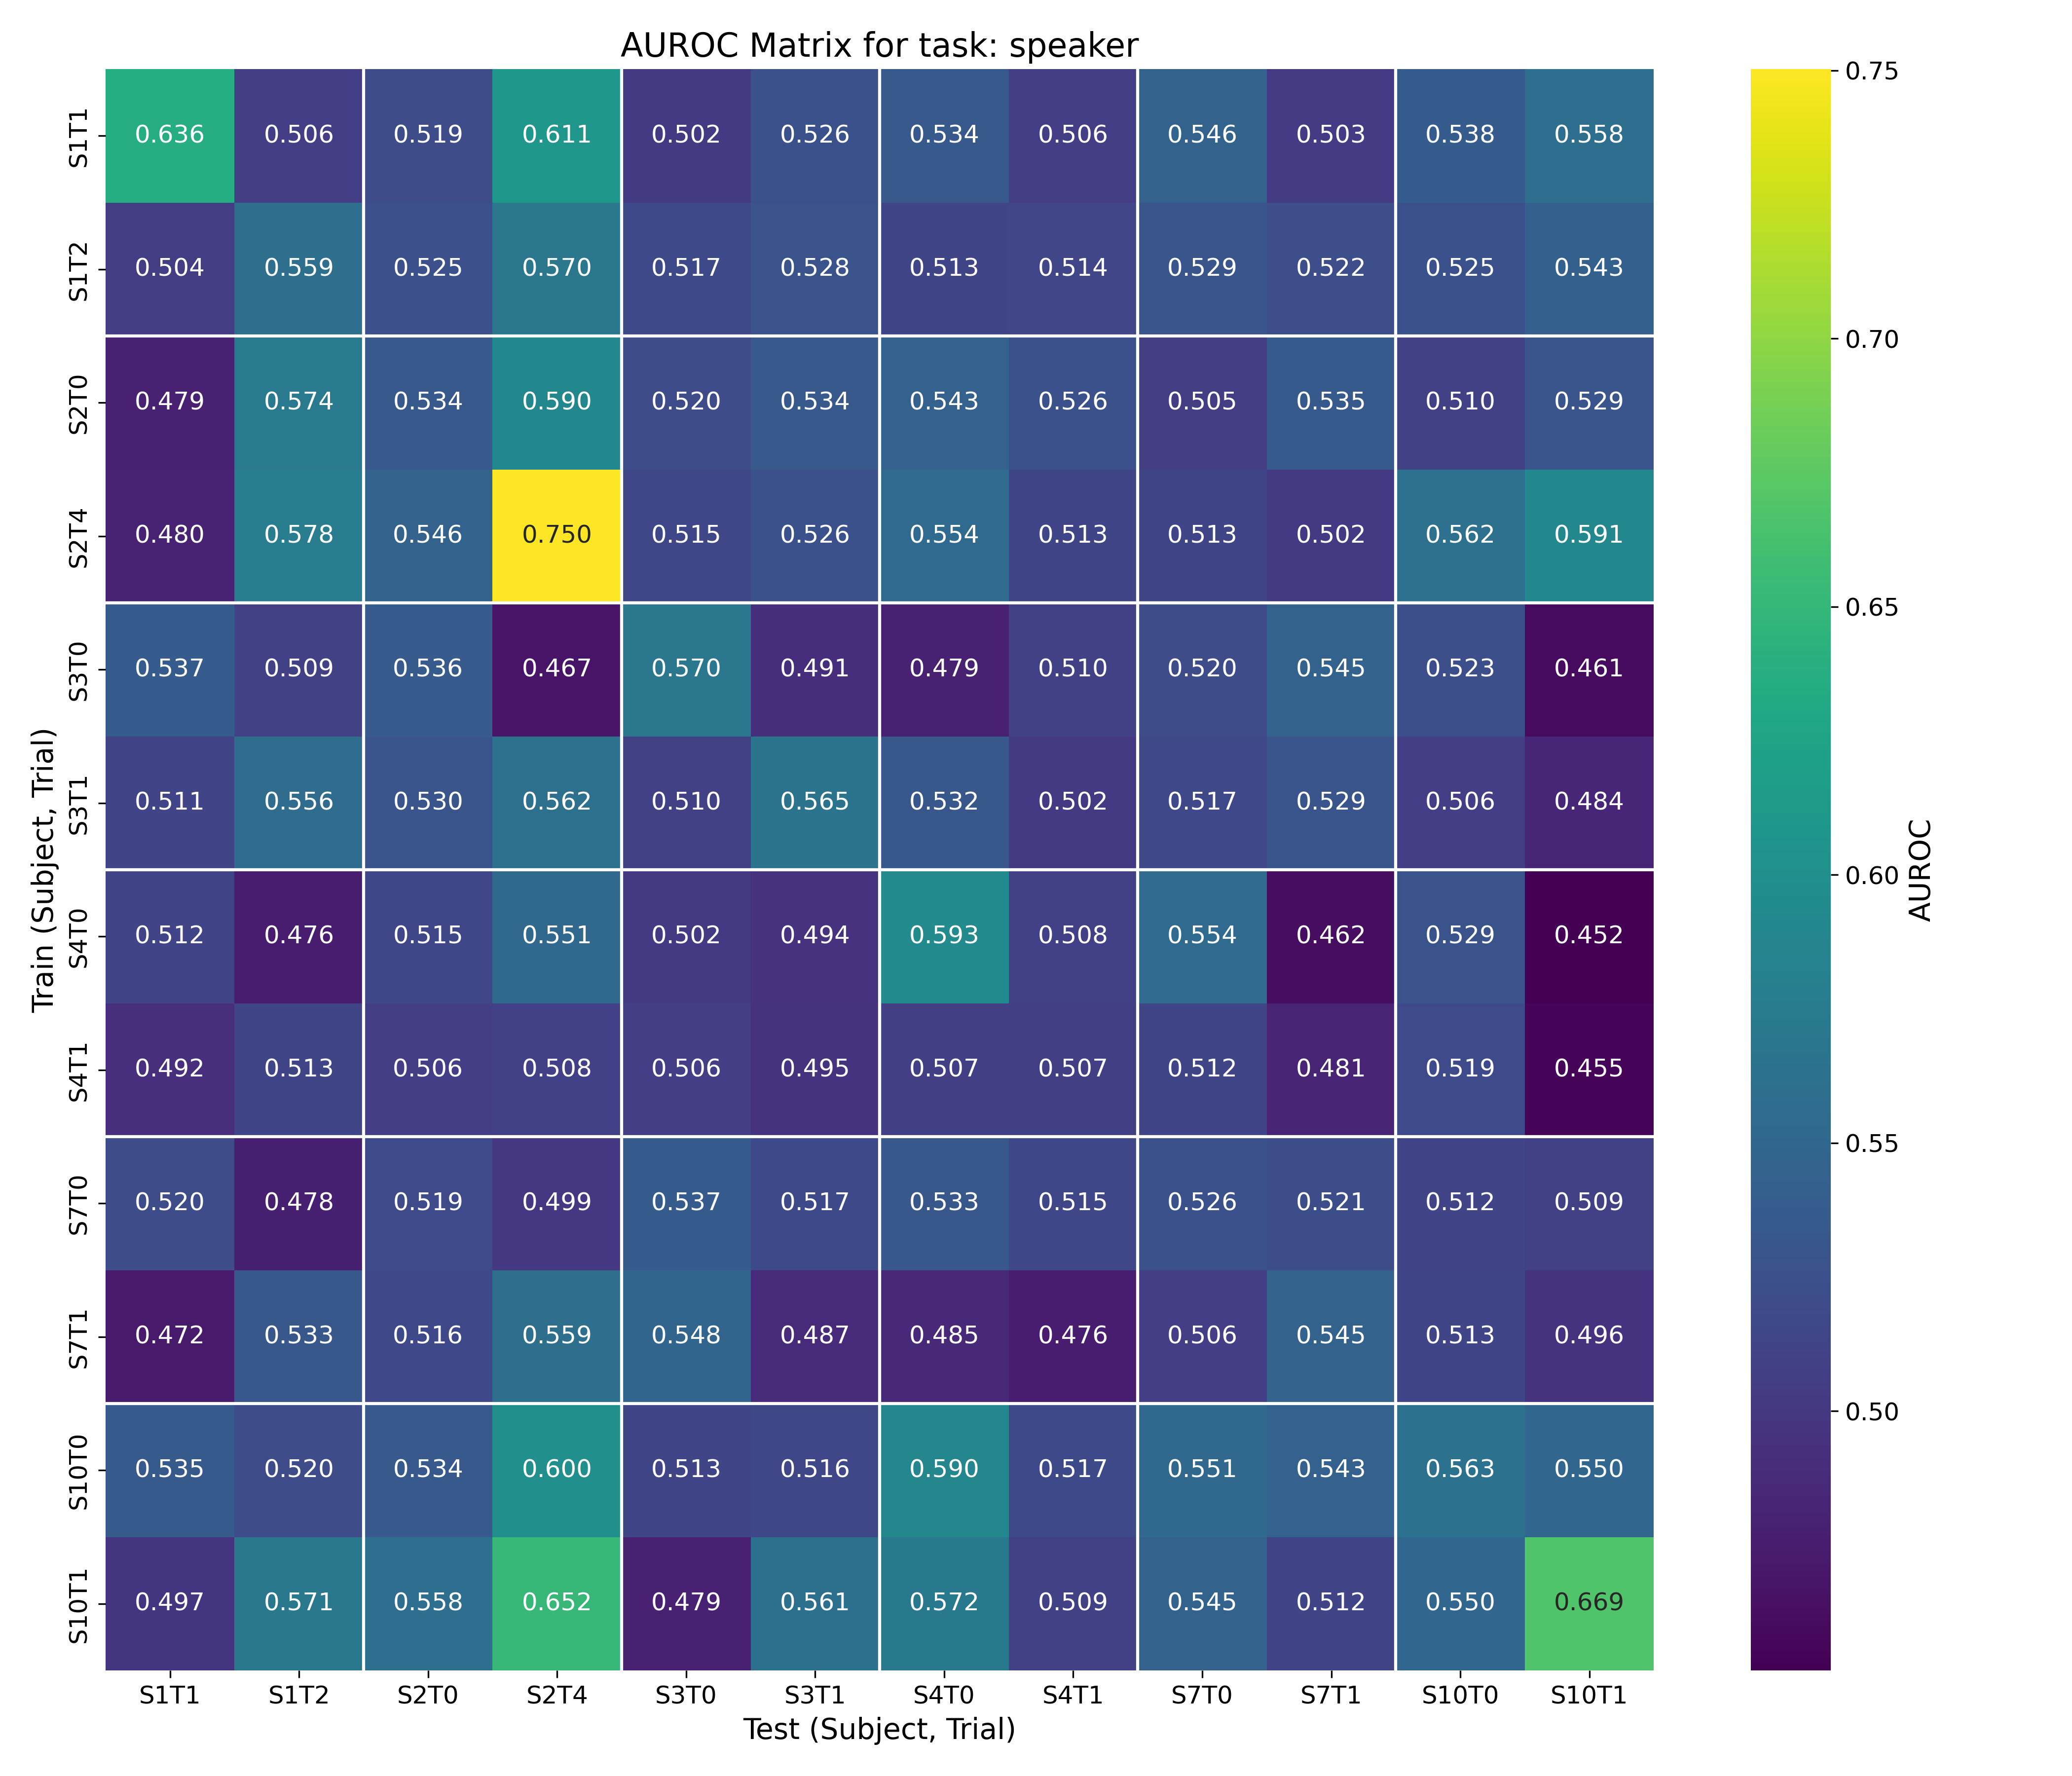 AUROC Matrix for task: speaker
S1T1 0.636 0.506 0.519 0.611 0.502 0.526 0.534 0.506 0.546 0.503 0.538 0.558
S1T2 0.504 0.559 0.525 0.570 0.517 0.528 0.513 0.514 0.529 0.522 0.525 0.543
S2T0 0.479 0.574 0.534 0.590 0.520 0.534 0.543 0.526 0.505 0.535 0.510 0.529
S2T4 0.480 0.578 0.546 0.750 0.515 0.526 0.554 0.513 0.513 0.502 0.562 0.591
S3T0 0.537 0.509 0.536 0.467 0.570 0.491 0.479 0.510 0.520 0.545 0.523 0.461
S3T1 0.511 0.556 0.530 0.562 0.510 0.565 0.532 0.502 0.517 0.529 0.506 0.484
S4T0 0.512 0.476 0.515 0.551 0.502 0.494 0.593 0.508 0.554 0.462 0.529 0.452
S4T1 0.492 0.513 0.506 0.508 0.506 0.495 0.507 0.507 0.512 0.481 0.519 0.455
S7T0 0.520 0.478 0.519 0.499 0.537 0.517 0.533 0.515 0.526 0.521 0.512 0.509
S7T1 0.472 0.533 0.516 0.559 0.548 0.487 0.485 0.476 0.506 0.545 0.513 0.496
S10T0 0.535 0.520 0.534 0.600 0.513 0.516 0.590 0.517 0.551 0.543 0.563 0.550
S10T1 0.497 0.571 0.558 0.652 0.479 0.561 0.572 0.509 0.545 0.512 0.550 0.669
S1T1 S1T2 S2T0 S2T4 S3T0 S3T1 S4T0 S4T1 S7T0 S7T1 S10T0 S10T1
Test (Subject, Trial)
Train (Subject, Trial)
0.75
0.70
0.65
0.60
0.55
0.50
AUROC